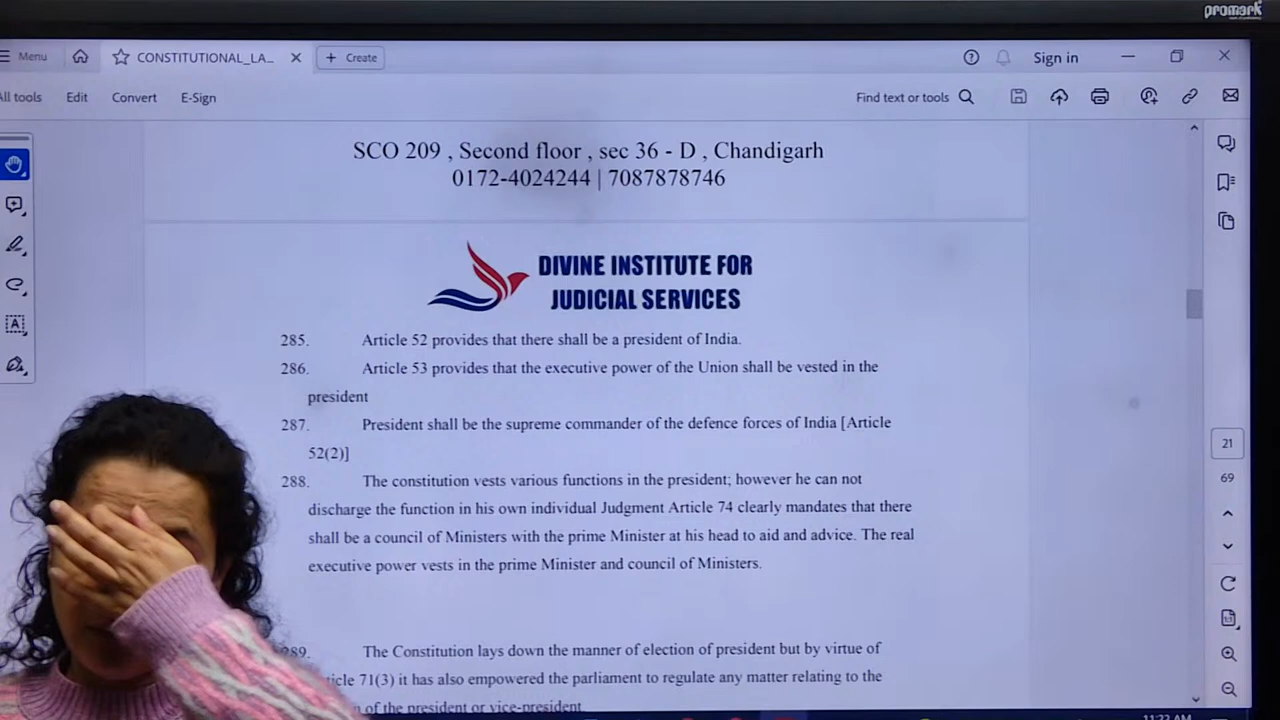 promark
Menu
CONSTITUTIONAL_LA...
Create
Sign in
All tools Edit Convert E-Sign
Find text or tools
SCO 209 , Second floor , sec 36 - D , Chandigarh
0172-4024244 | 7087878746
DIVINE INSTITUTE FOR
JUDICIAL SERVICES
285. Article 52 provides that there shall be a president of India.
286. Article 53 provides that the executive power of the Union shall be vested in the
president
287. President shall be the supreme commander of the defence forces of India [Article
52(2)]
288. The constitution vests various functions in the president; however he can not
discharge the function in his own individual Judgment Article 74 clearly mandates that there
shall be a council of Ministers with the prime Minister at his head to aid and advice. The real
executive power vests in the prime Minister and council of Ministers.
289. The Constitution lays down the manner of election of president but by virtue of
ticle 71(3) it has also empowered the parliament to regulate any matter relating to the
of the president or vice-president
21
69